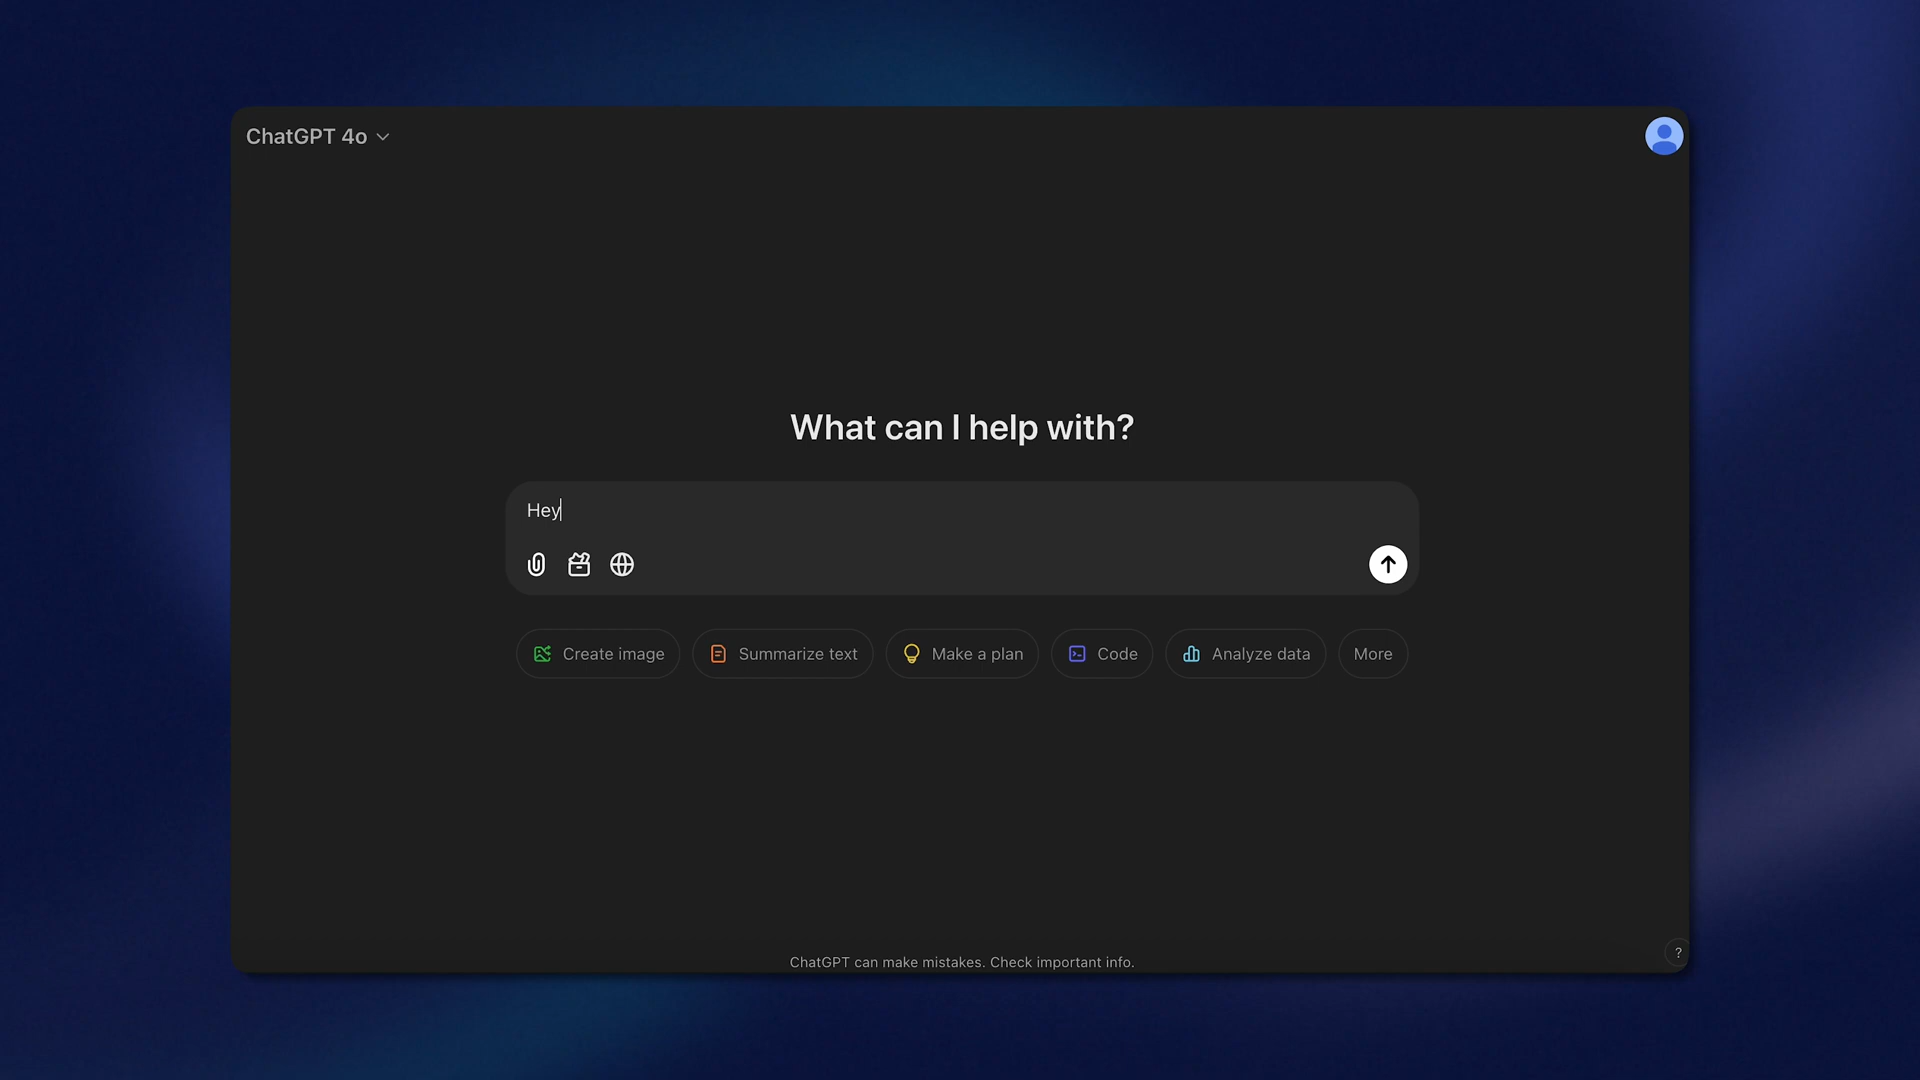 ChatGPT 4o
What can I help with?
Hey
Create image
Summarize text
Make a plan
Code
Analyze data
More
ChatGPT can make mistakes. Check important info.
?